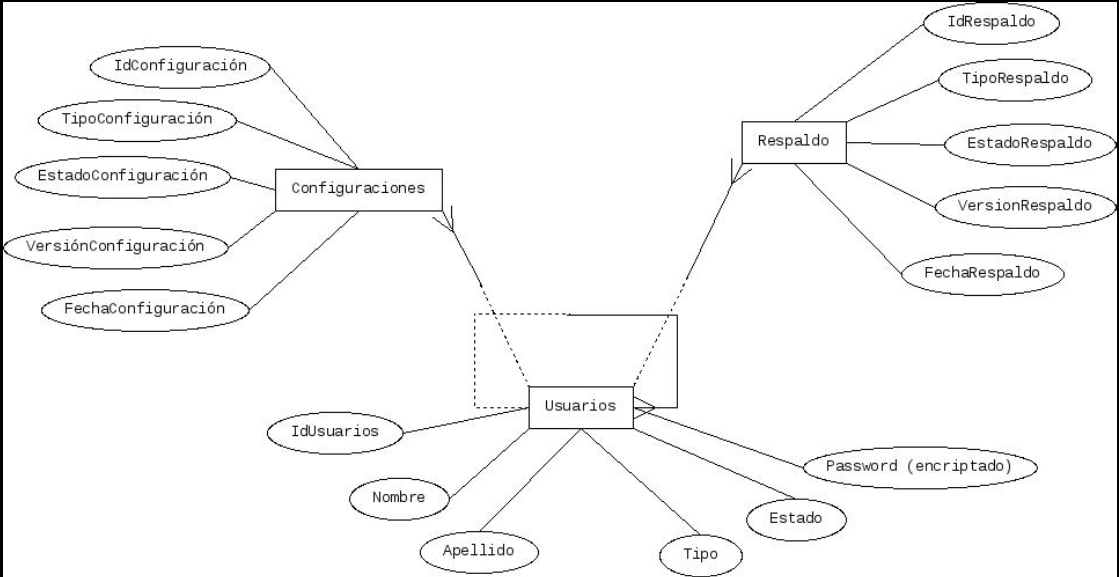 IdRespaldo
IdConfiguración
TipoRespaldo
TipoConfiguración
Respaldo
EstadoRespaldo
EstadoConfiguración
Configuraciones
VersionRespaldo
VersiónConfiguración
FechaRespaldo
FechaConfiguración
Usuarios
IdUsuarios
Password (encriptado)
Nombre
Estado
Apellido
Tipo